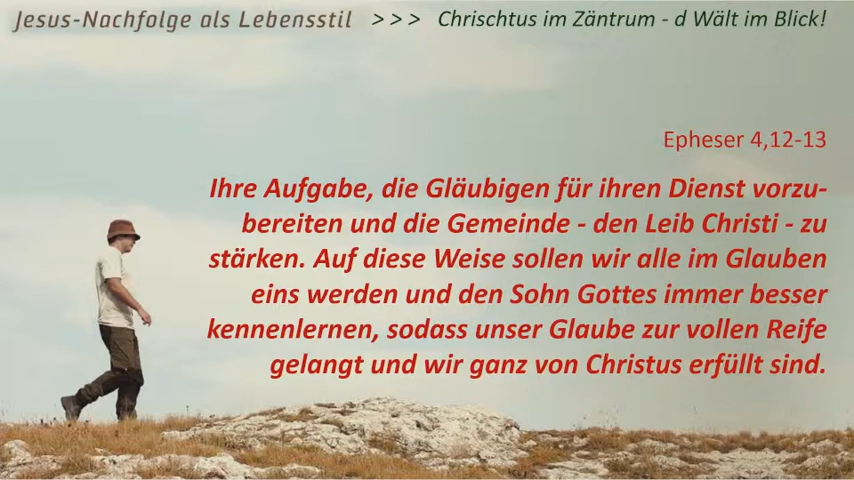 Jesus-Nachfolge als Lebensstil >>> Chrischtus im Zäntrum - d Wält im Blick!
Epheser 4,12-13
Ihre Aufgabe, die Gläubigen für ihren Dienst vorzu-
bereiten und die Gemeinde - den Leib Christi - zu
stärken. Auf diese Weise sollen wir alle im Glauben
eins werden und den Sohn Gottes immer besser
kennenlernen, sodass unser Glaube zur vollen Reife
gelangt und wir ganz von Christus erfüllt sind.